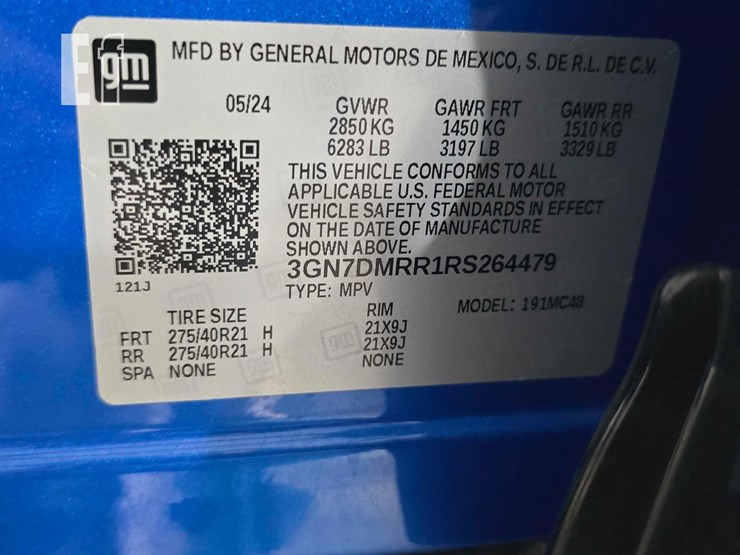 gm
MFD BY GENERAL MOTORS DE MEXICO, S. DE R.L. DE C.V.
05/24 GVWR GAWR FRT GAWR RR
2850 KG 1450 KG 1510 KG
6283 LB 3197 LB 3329 LB
THIS VEHICLE CONFORMS TO ALL
APPLICABLE U.S. FEDERAL MOTOR
VEHICLE SAFETY STANDARDS IN EFFECT
ON THE DATE OF MANUFACTURE
SHOWN ABOVE.
3GN7DMRR1RS264479
121J
TYPE: MPV MODEL: 191MC48
TIRE SIZE RIM
FRT 275/40R21 H 21X9J
RR 275/40R21 H 21X9J
SPA NONE NONE